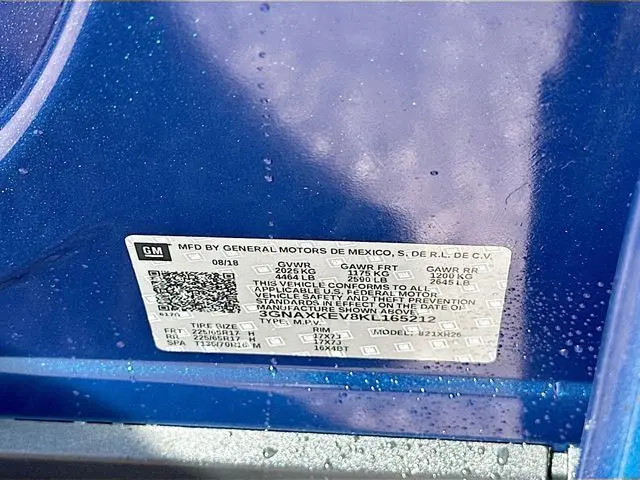 GM MFD BY GENERAL MOTORS DE MEXICO, S. DE R.L. DE C.V.
08/18 GVWR GAWR FRT GAWR RR
2025 KG 1175 KG 1200 KG
4464 LB 2590 LB 2645 LB
THIS VEHICLE CONFORMS TO ALL
APPLICABLE U.S. FEDERAL MOTOR
VEHICLE SAFETY AND THEFT PREVENTION
STANDARDS IN EFFECT ON THE DATE OF
MANUFACTURE SHOWN ABOVE.
3GNAXKEV8KL165212
TYPE: M.P.V. MODEL: 1XR26
TIRE SIZE RIM
FRT 225/65R17 H 17X7J
RR 225/65R17 H 17X7J
SPA T135/70R16 M 16X4BT